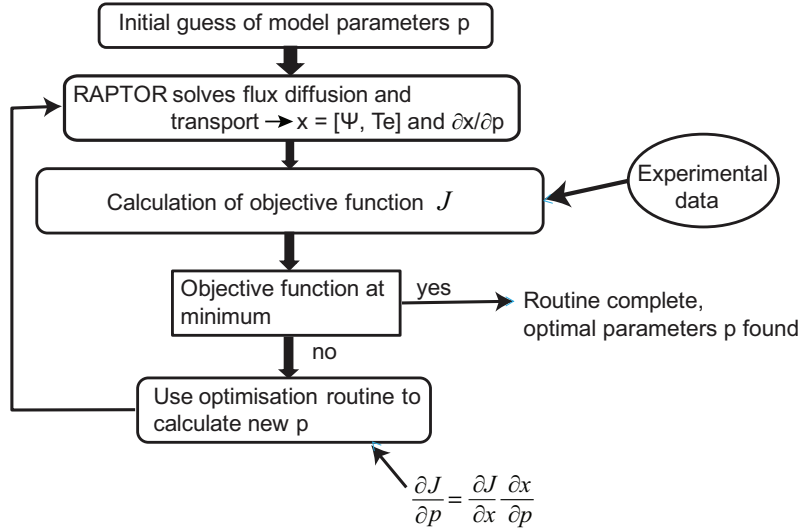 Initial guess of model parameters p
RAPTOR solves flux diffusion and
transport → x = [Ψ, Te] and ∂x/∂p
Calculation of objective function J
Experimental
data
Objective function at
minimum
yes
Routine complete,
optimal parameters p found
no
Use optimisation routine to
calculate new p
∂J/∂p = ∂J/∂x ∂x/∂p